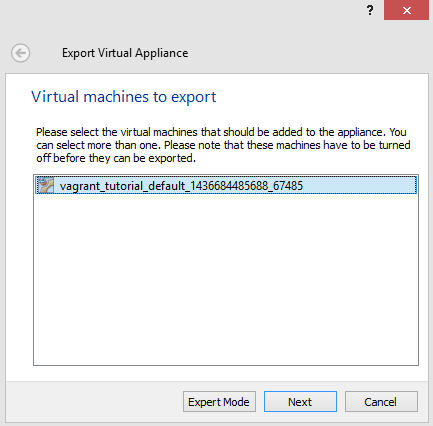 ?
Export Virtual Appliance
Virtual machines to export
Please select the virtual machines that should be added to the appliance. You
can select more than one. Please note that these machines have to be turned
off before they can be exported.
vagrant_tutorial_default_1436684485688_67485
Expert Mode Next Cancel